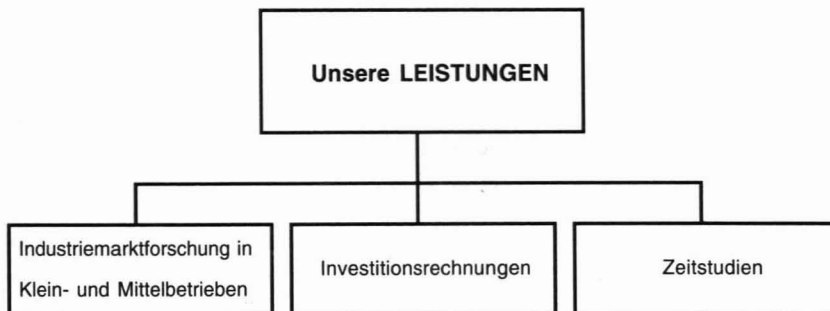 Unsere LEISTUNGEN
Industriemarktforschung in
Klein- und Mittelbetrieben
Investitionsrechnungen
Zeitstudien